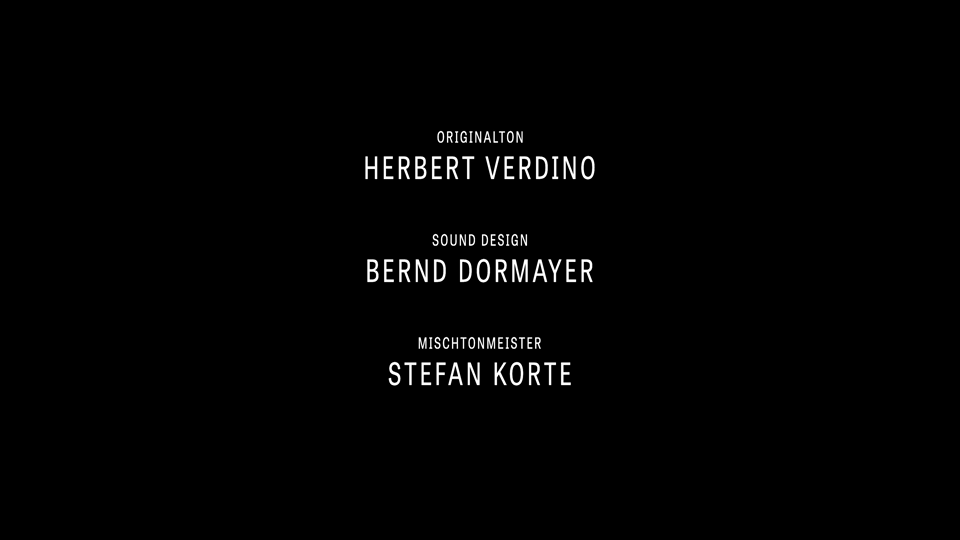 ORIGINALTON
HERBERT VERDINO
SOUND DESIGN
BERND DORMAYER
MISCHTONMEISTER
STEFAN KORTE